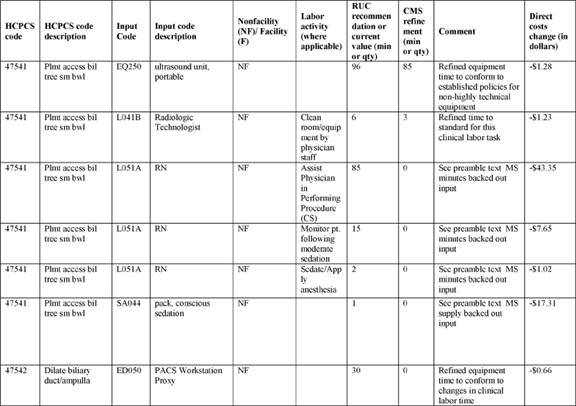 HCPCS code | HCPCS code description | Input Code | Input code description | Nonfacility (NF)/ Facility (F) | Labor activity (where applicable) | RUC recommen dation or current value (min or qty) | CMS refine ment (min or qty) | Comment | Direct costs change (in dollars)
47541 | Plmt access bil tree sm bwl | EQ250 | ultrasound unit, portable | NF | | 96 | 85 | Refined equipment time to conform to established policies for non-highly technical equipment | -$1.28
47541 | Plmt access bil tree sm bwl | L041B | Radiologic Technologist | NF | Clean room/equip ment by physician staff | 6 | 3 | Refined time to standard for this clinical labor task | -$1.23
47541 | Plmt access bil tree sm bwl | L051A | RN | NF | Assist Physician in Performing Procedure (CS) | 85 | 0 | See preamble text MS minutes backed out input | -$43.35
47541 | Plmt access bil tree sm bwl | L051A | RN | NF | Monitor pt. following moderate sedation | 15 | 0 | See preamble text MS minutes backed out input | -$7.65
47541 | Plmt access bil tree sm bwl | L051A | RN | NF | Sedate/App ly anesthesia | 2 | 0 | See preamble text MS minutes backed out input | -$1.02
47541 | Plmt access bil tree sm bwl | SA044 | pack, conscious sedation | NF | | 1 | 0 | See preamble text MS supply backed out input | -$17.31
47542 | Dilate biliary duct/ampulla | ED050 | PACS Workstation Proxy | NF | | 30 | 0 | Refined equipment time to conform to changes in clinical labor time | -$0.66